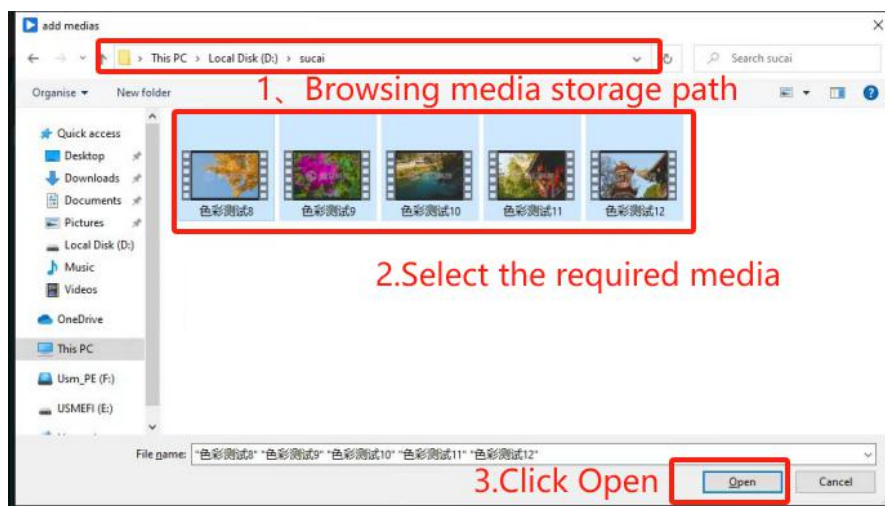 add medias
This PC > Local Disk (D:) > sucai
Search sucai
Organise
New folder
1、Browsing media storage path
Quick access
Desktop
Downloads
Documents
Pictures
Local Disk (D:)
Music
Videos
OneDrive
This PC
Usm_PE (F:)
USMEFI (E:)
色彩测试8
色彩测试9
色彩测试10
色彩测试11
色彩测试12
2.Select the required media
File name: "色彩测试8" "色彩测试9" "色彩测试10" "色彩测试11" "色彩测试12"
3.Click Open
Open
Cancel